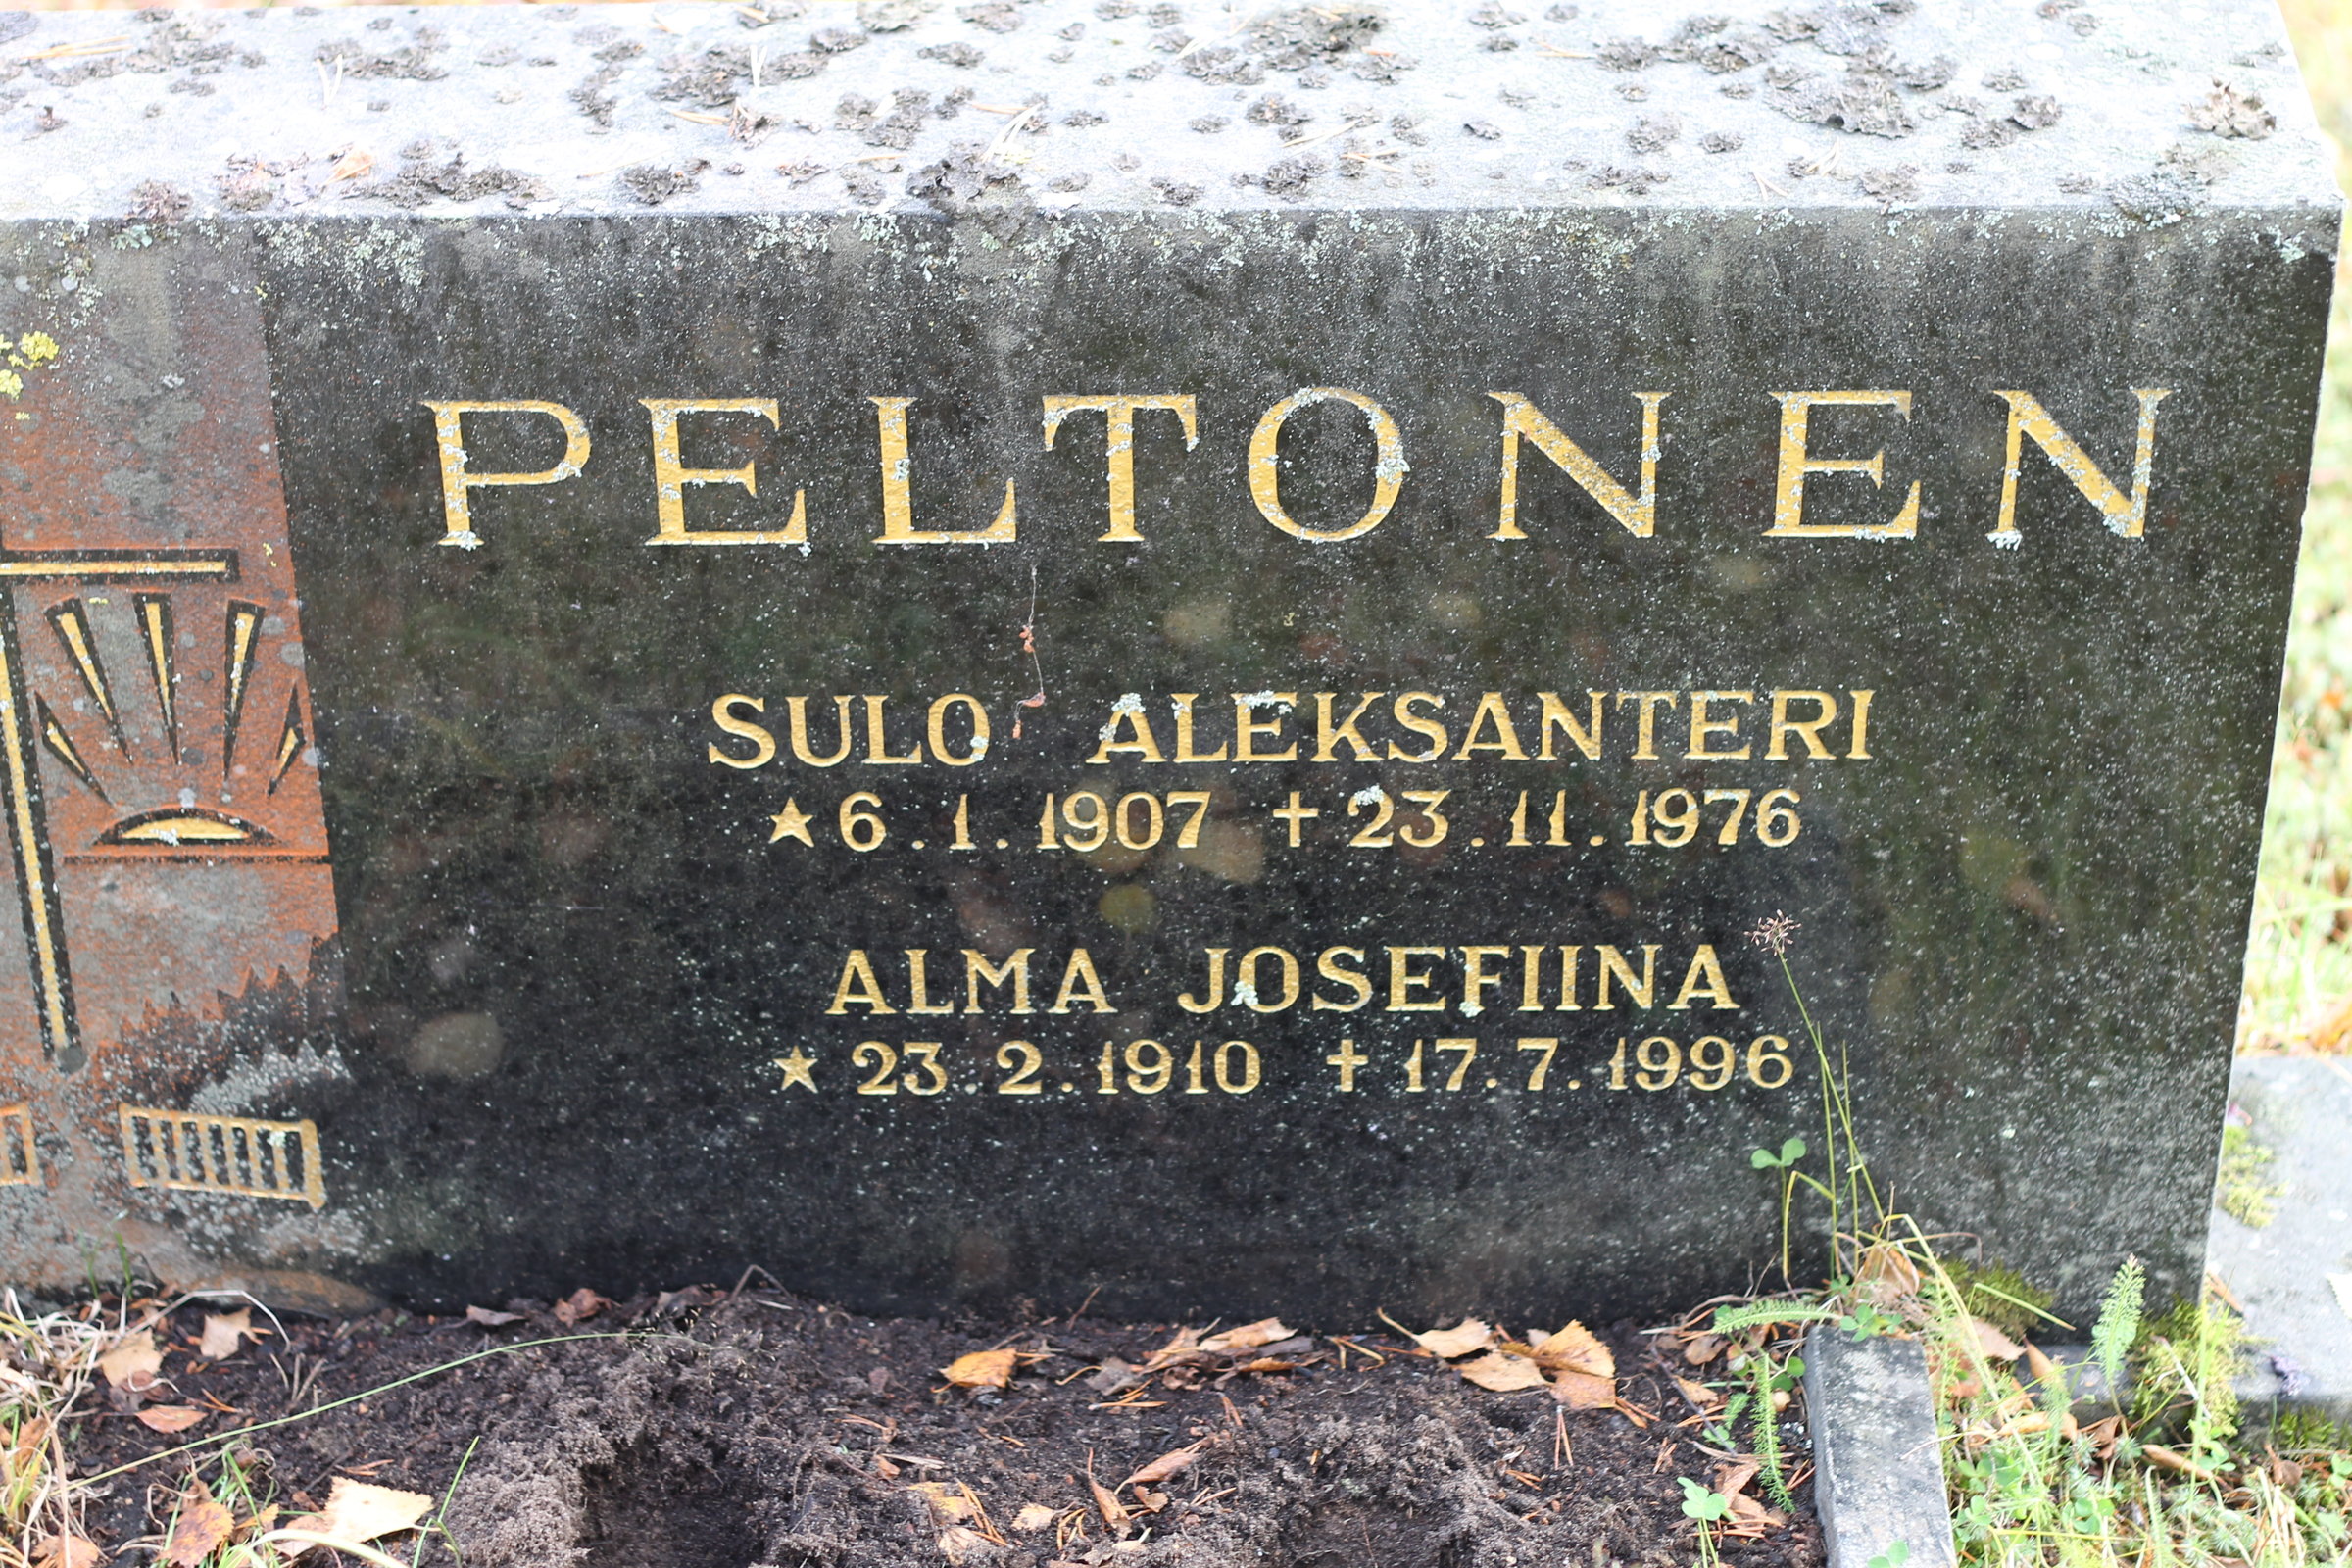 PELTONEN
SULO ALEKSANTERI
★ 6.1.1907 ✝ 23.11.1976
ALMA JOSEFIINA
★ 23.2.1910 ✝ 17.7.1996